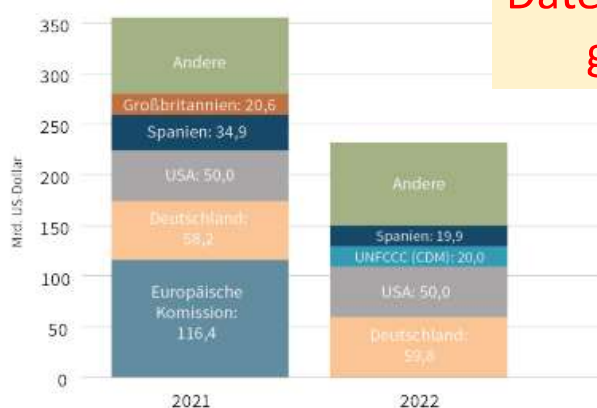 Date
g
350
300
250
200
150
100
50
0
Mrd. US-Dollar
Andere
Großbritannien: 20,6
Spanien: 34,9
USA: 50,0
Deutschland:
58,2
Europäische
Komission:
116,4
Andere
Spanien: 19,9
UNFCCC (CDM): 20,0
USA: 50,0
Deutschland:
59,8
2021
2022